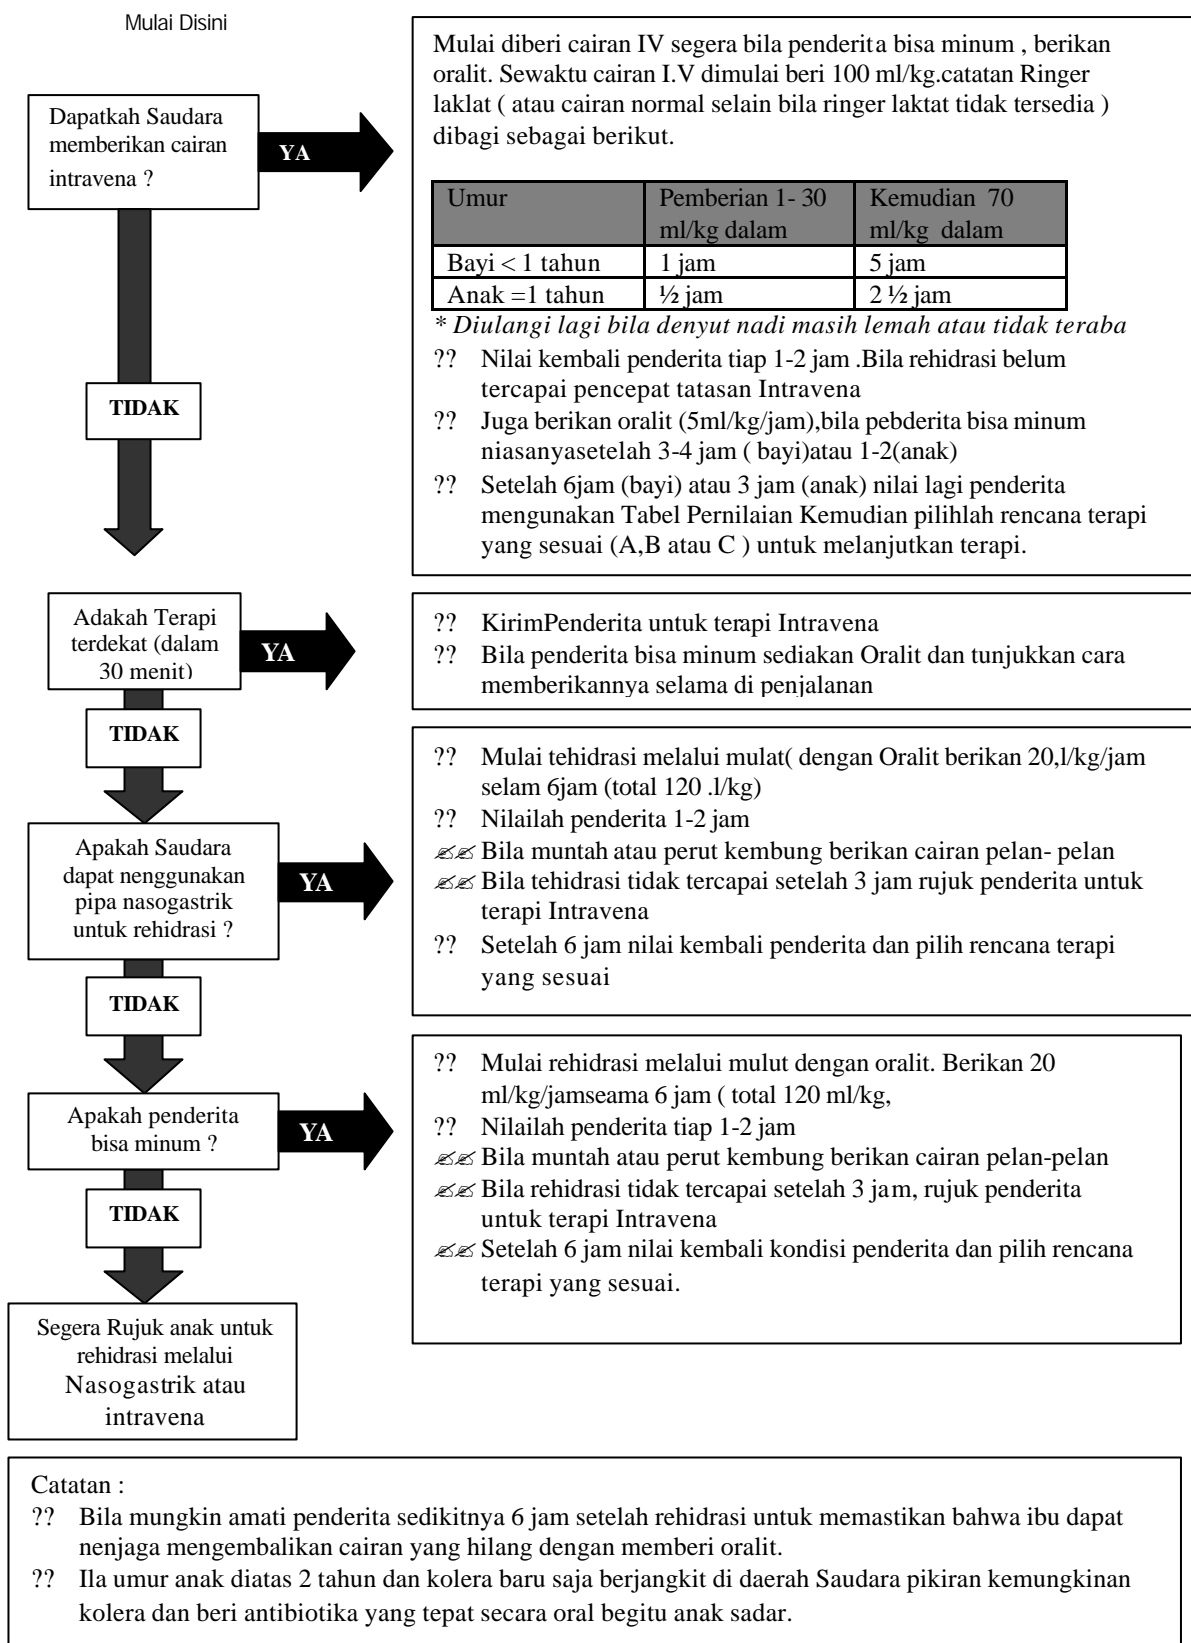 Mulai Disini
Dapatkah Saudara
memberikan cairan
intravena ?
YA
Mulai diberi cairan IV segera bila penderita bisa minum , berikan
oralit. Sewaktu cairan I.V dimulai beri 100 ml/kg.catatan Ringer
laklat ( atau cairan normal selain bila ringer laktat tidak tersedia )
dibagi sebagai berikut.
Umur Pemberian 1- 30 Kemudian 70
ml/kg dalam ml/kg dalam
Bayi < 1 tahun 1 jam 5 jam
Anak =1 tahun ½ jam 2 ½ jam
* Diulangi lagi bila denyut nadi masih lemah atau tidak teraba
?? Nilai kembali penderita tiap 1-2 jam .Bila rehidrasi belum
tercapai pencepat tatasan Intravena
?? Juga berikan oralit (5ml/kg/jam),bila pebderita bisa minum
niasanyasetelah 3-4 jam ( bayi)atau 1-2(anak)
?? Setelah 6jam (bayi) atau 3 jam (anak) nilai lagi penderita
mengunakan Tabel Pernilaian Kemudian pilihlah rencana terapi
yang sesuai (A,B atau C ) untuk melanjutkan terapi.
TIDAK
Adakah Terapi
terdekat (dalam
30 menit)
YA
?? KirimPenderita untuk terapi Intravena
?? Bila penderita bisa minum sediakan Oralit dan tunjukkan cara
memberikannya selama di penjalanan
TIDAK
Apakah Saudara
dapat nenggunakan
pipa nasogastrik
untuk rehidrasi ?
YA
?? Mulai tehidrasi melalui mulat( dengan Oralit berikan 20,l/kg/jam
selam 6jam (total 120 .l/kg)
?? Nilailah penderita 1-2 jam
✍✍ Bila muntah atau perut kembung berikan cairan pelan- pelan
✍✍ Bila tehidrasi tidak tercapai setelah 3 jam rujuk penderita untuk
terapi Intravena
?? Setelah 6 jam nilai kembali penderita dan pilih rencana terapi
yang sesuai
TIDAK
Apakah penderita
bisa minum ?
YA
?? Mulai rehidrasi melalui mulut dengan oralit. Berikan 20
ml/kg/jamseama 6 jam ( total 120 ml/kg,
?? Nilailah penderita tiap 1-2 jam
✍✍ Bila muntah atau perut kembung berikan cairan pelan-pelan
✍✍ Bila rehidrasi tidak tercapai setelah 3 jam, rujuk penderita
untuk terapi Intravena
✍✍ Setelah 6 jam nilai kembali kondisi penderita dan pilih rencana
terapi yang sesuai.
TIDAK
Segera Rujuk anak untuk
rehidrasi melalui
Nasogastrik atau
intravena
Catatan :
?? Bila mungkin amati penderita sedikitnya 6 jam setelah rehidrasi untuk memastikan bahwa ibu dapat
nenjaga mengembalikan cairan yang hilang dengan memberi oralit.
?? Ila umur anak diatas 2 tahun dan kolera baru saja berjangkit di daerah Saudara pikiran kemungkinan
kolera dan beri antibiotika yang tepat secara oral begitu anak sadar.